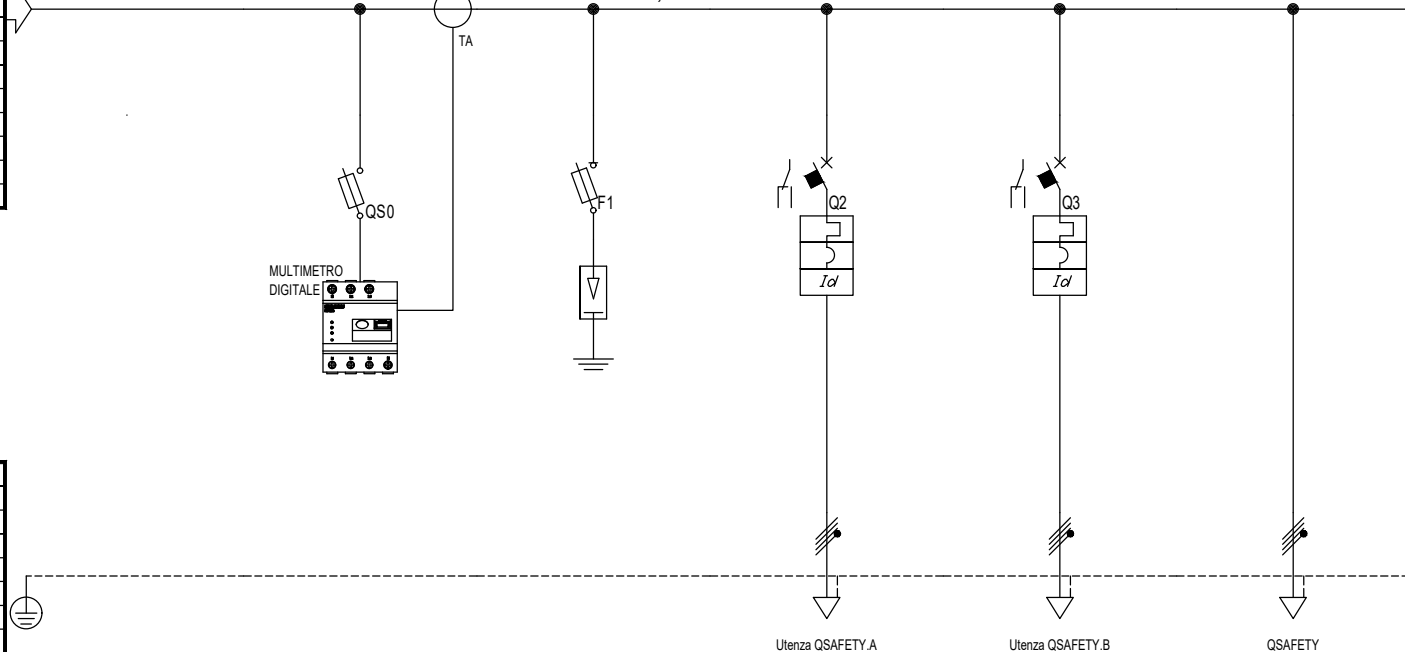 TA
QS0
F1
Q2
Q3
MULTIMETRO
DIGITALE
Id
Id
Utenza QSAFETY.A
Utenza QSAFETY.B
QSAFETY